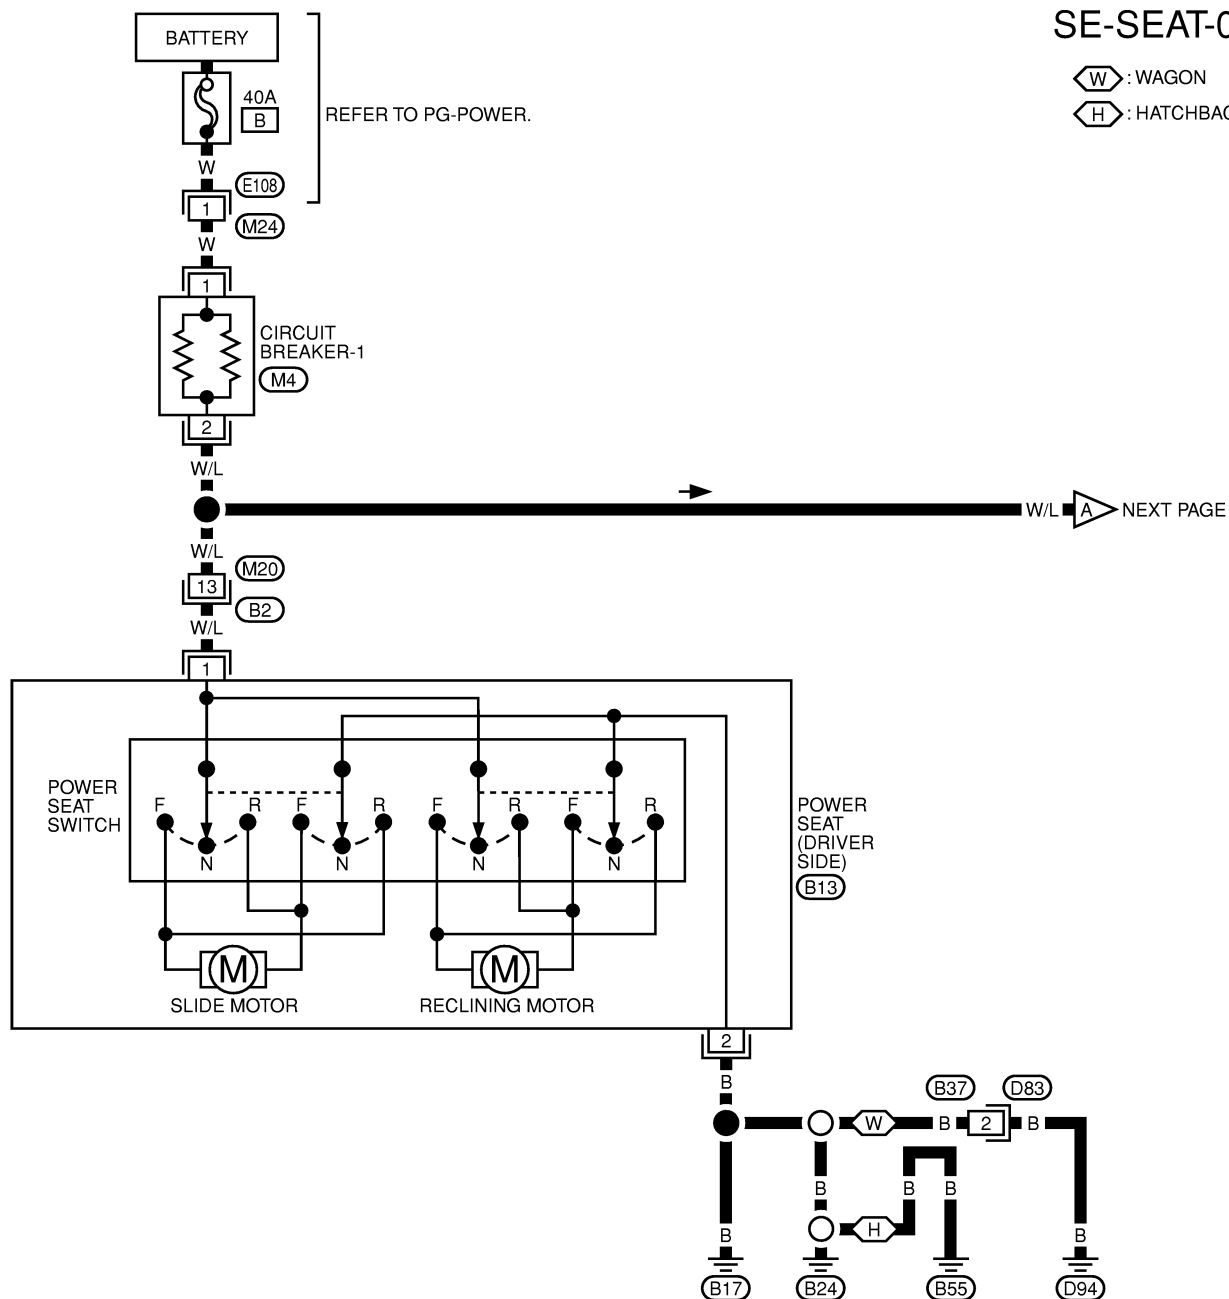 SE-SEAT-0
BATTERY
W : WAGON
40A
B
REFER TO PG-POWER.
H : HATCHBAC
W
E108
1
M24
W
1
CIRCUIT
BREAKER-1
M4
2
W/L
W/L A NEXT PAGE
W/L
M20
13
B2
W/L
1
POWER
SEAT
SWITCH
F R F R F R F R
N N N N
POWER
SEAT
(DRIVER
SIDE)
B13
M M
SLIDE MOTOR RECLINING MOTOR
2
B
B37 D83
W B 2 B
B B B
H
B B
B17 B24 B55 D94